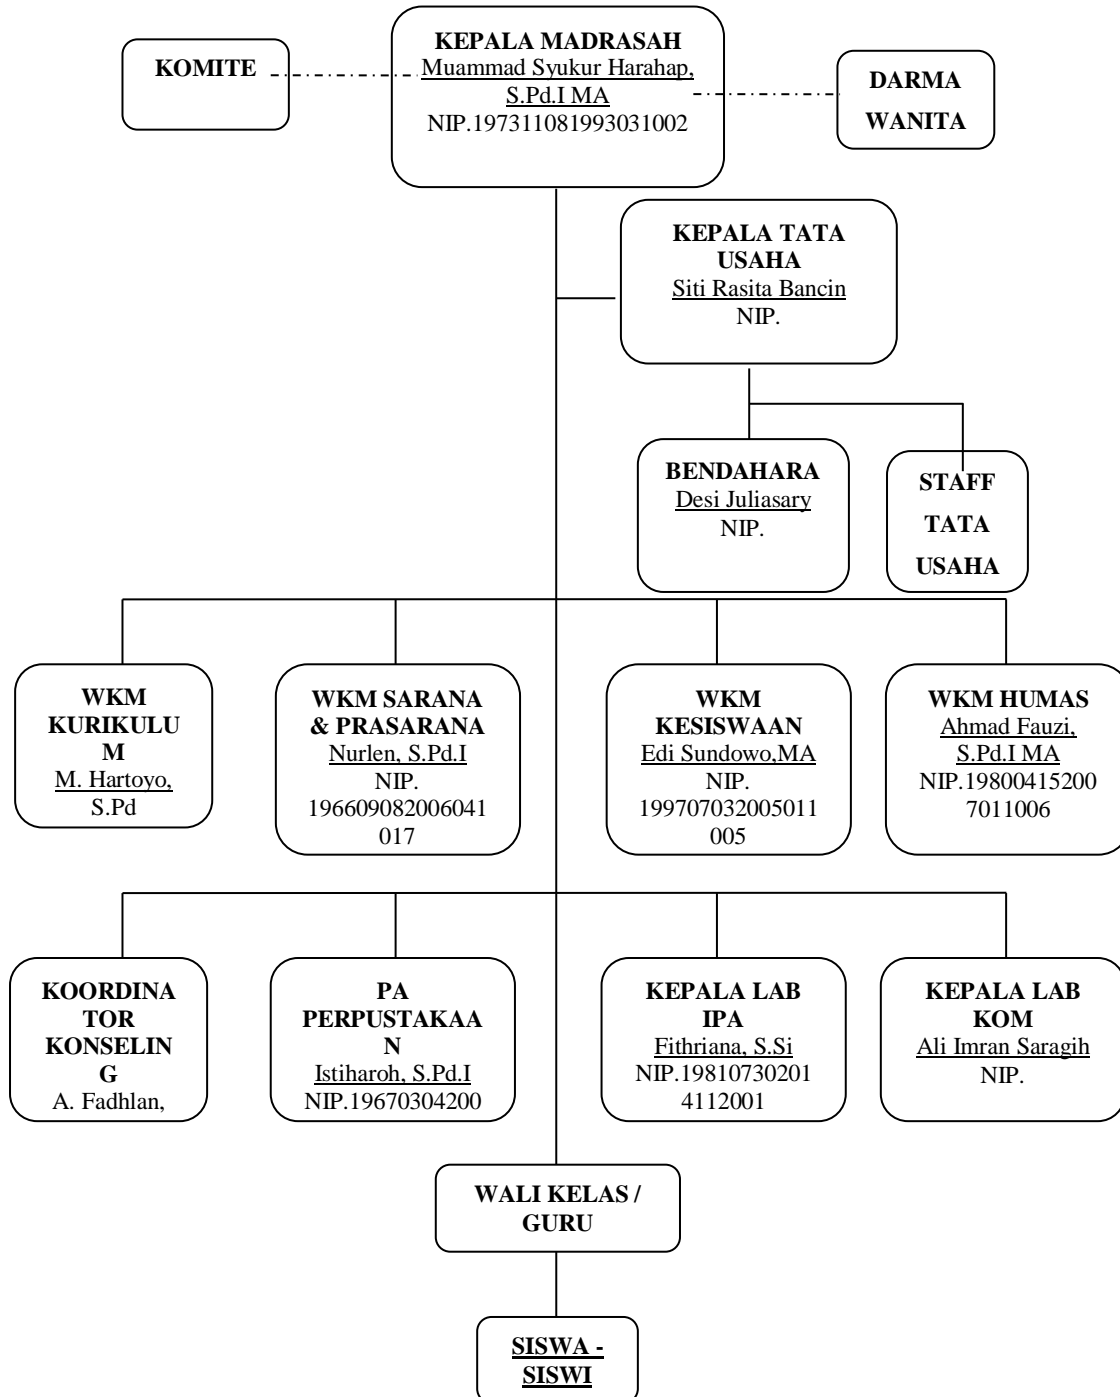 KOMITE
KEPALA MADRASAH
Muammad Syukur Harahap,
S.Pd.I MA
NIP.197311081993031002
DARMA
WANITA
KEPALA TATA
USAHA
Siti Rasita Bancin
NIP.
BENDAHARA
Desi Juliasary
NIP.
STAFF
TATA
USAHA
WKM
KURIKULU
M
M. Hartoyo,
S.Pd
WKM SARANA
& PRASARANA
Nurlen, S.Pd.I
NIP.
196609082006041
017
WKM
KESISWAAN
Edi Sundowo,MA
NIP.
199707032005011
005
WKM HUMAS
Ahmad Fauzi,
S.Pd.I MA
NIP.19800415200
7011006
KOORDINA
TOR
KONSELIN
G
A. Fadhlan,
PA
PERPUSTAKAA
N
Istiharoh, S.Pd.I
NIP.19670304200
KEPALA LAB
IPA
Fithriana, S.Si
NIP.19810730201
4112001
KEPALA LAB
KOM
Ali Imran Saragih
NIP.
WALI KELAS /
GURU
SISWA -
SISWI